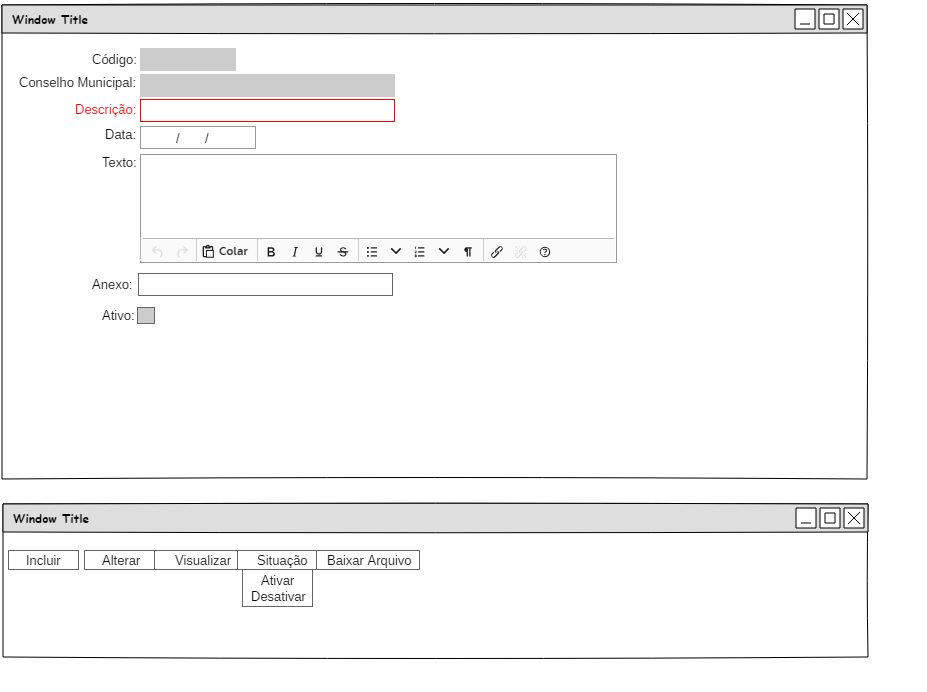 Window Title
Código:
Conselho Municipal:
Descrição:
Data: / /
Texto:
Colar B I U S ¶ ?
Anexo:
Ativo:
Window Title
Incluir Alterar Visualizar Situação Baixar Arquivo
Ativar
Desativar